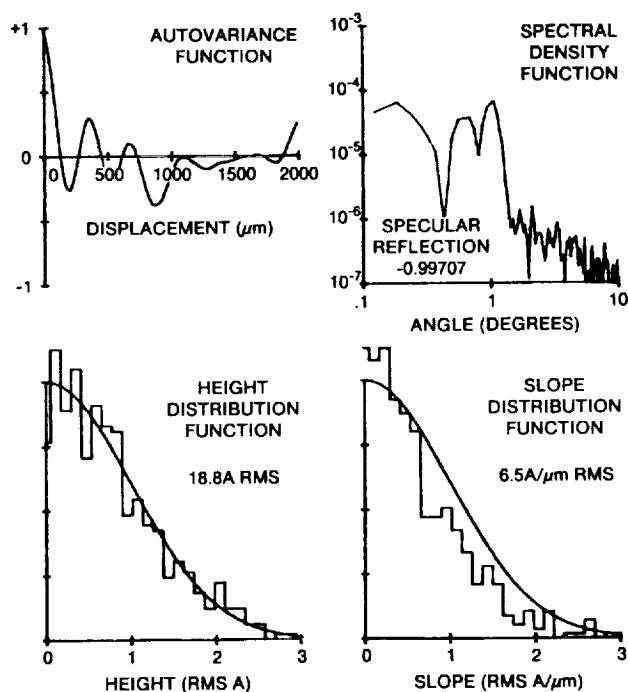 +1
AUTOVARIANCE
FUNCTION
0
0 500 1000 1500 2000
DISPLACEMENT (μm)
-1
10-3
SPECTRAL
DENSITY
FUNCTION
10-4
10-5
10-6
SPECULAR
REFLECTION
-0.99707
10-7
.1 1 10
ANGLE (DEGREES)
HEIGHT
DISTRIBUTION
FUNCTION
18.8A RMS
0 1 2 3
HEIGHT (RMS A)
SLOPE
DISTRIBUTION
FUNCTION
6.5A/μm RMS
0 1 2 3
SLOPE (RMS A/μm)